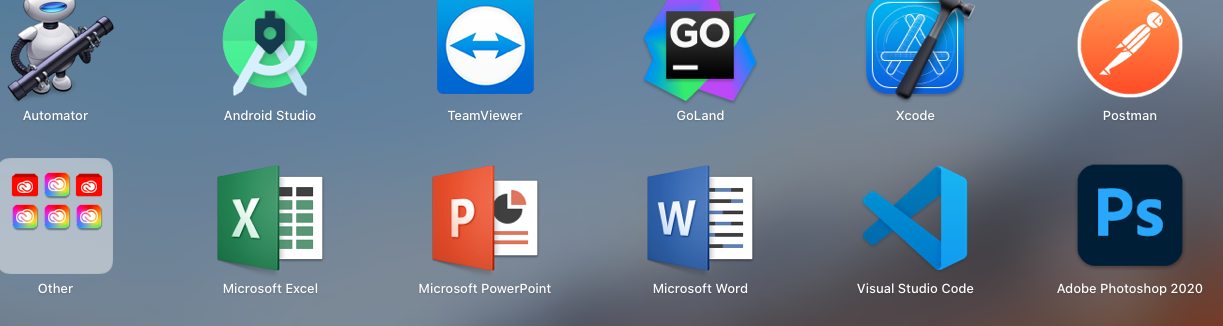 GO
Automator
Android Studio
TeamViewer
GoLand
Xcode
Postman
X
P
W
Ps
Other
Microsoft Excel
Microsoft PowerPoint
Microsoft Word
Visual Studio Code
Adobe Photoshop 2020